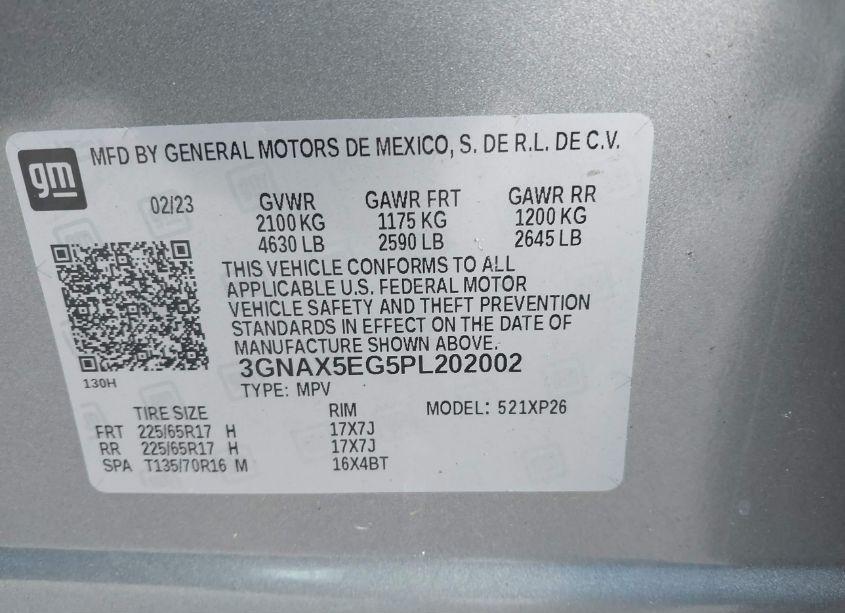 gm
MFD BY GENERAL MOTORS DE MEXICO, S. DE R.L. DE C.V.
02/23 GVWR GAWR FRT GAWR RR
2100 KG 1175 KG 1200 KG
4630 LB 2590 LB 2645 LB
THIS VEHICLE CONFORMS TO ALL
APPLICABLE U.S. FEDERAL MOTOR
VEHICLE SAFETY AND THEFT PREVENTION
STANDARDS IN EFFECT ON THE DATE OF
MANUFACTURE SHOWN ABOVE.
3GNAX5EG5PL202002
130H
TYPE: MPV
TIRE SIZE RIM MODEL: 521XP26
FRT 225/65R17 H 17X7J
RR 225/65R17 H 17X7J
SPA T135/70R16 M 16X4BT